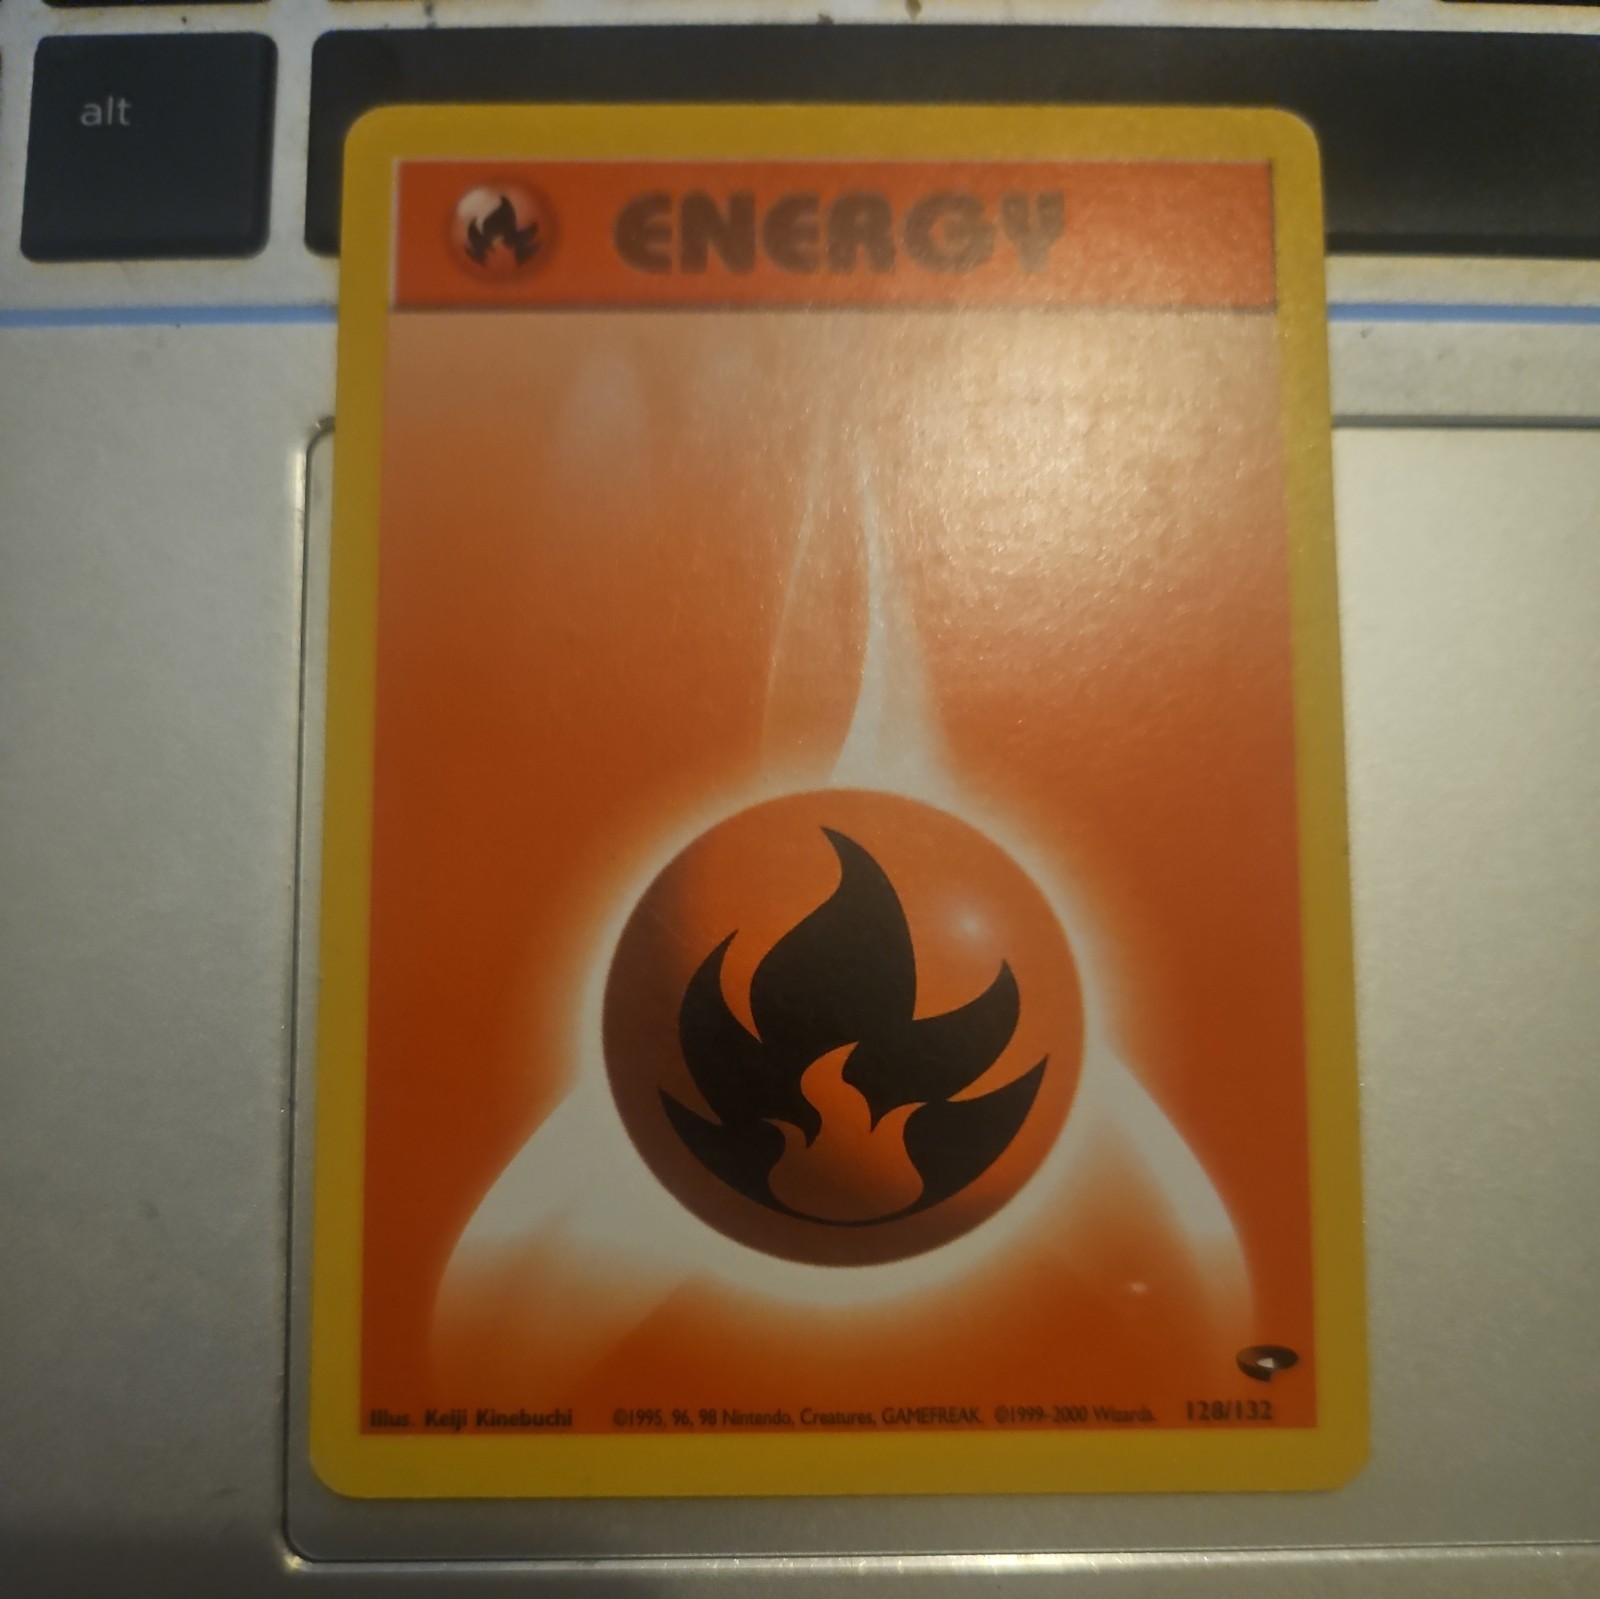 alt
ENERGY
Illus. Keiji Kinebuchi ©1995, 96, 98 Nintendo, Creatures, GAMEFREAK. ©1999-2000 Wizards. 128/132